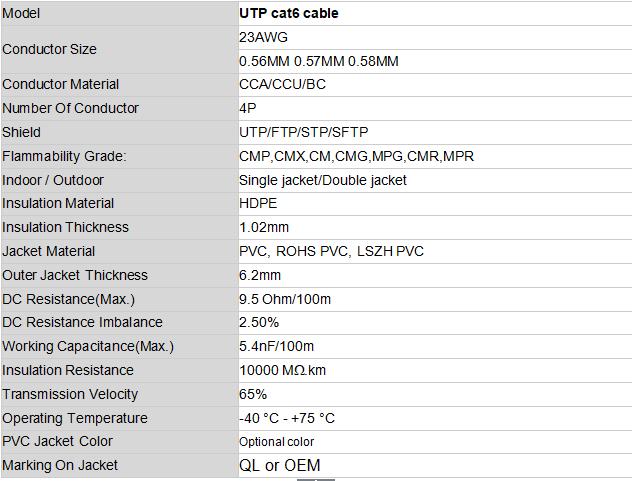 Model UTP cat6 cable
Conductor Size 23AWG
0.56MM 0.57MM 0.58MM
Conductor Material CCA/CCU/BC
Number Of Conductor 4P
Shield UTP/FTP/STP/SFTP
Flammability Grade: CMP,CMX,CM,CMG,MPG,CMR,MPR
Indoor / Outdoor Single jacket/Double jacket
Insulation Material HDPE
Insulation Thickness 1.02mm
Jacket Material PVC, ROHS PVC, LSZH PVC
Outer Jacket Thickness 6.2mm
DC Resistance(Max.) 9.5 Ohm/100m
DC Resistance Imbalance 2.50%
Working Capacitance(Max.) 5.4nF/100m
Insulation Resistance 10000 MΩ.km
Transmission Velocity 65%
Operating Temperature -40 °C - +75 °C
PVC Jacket Color Optional color
Marking On Jacket QL or OEM